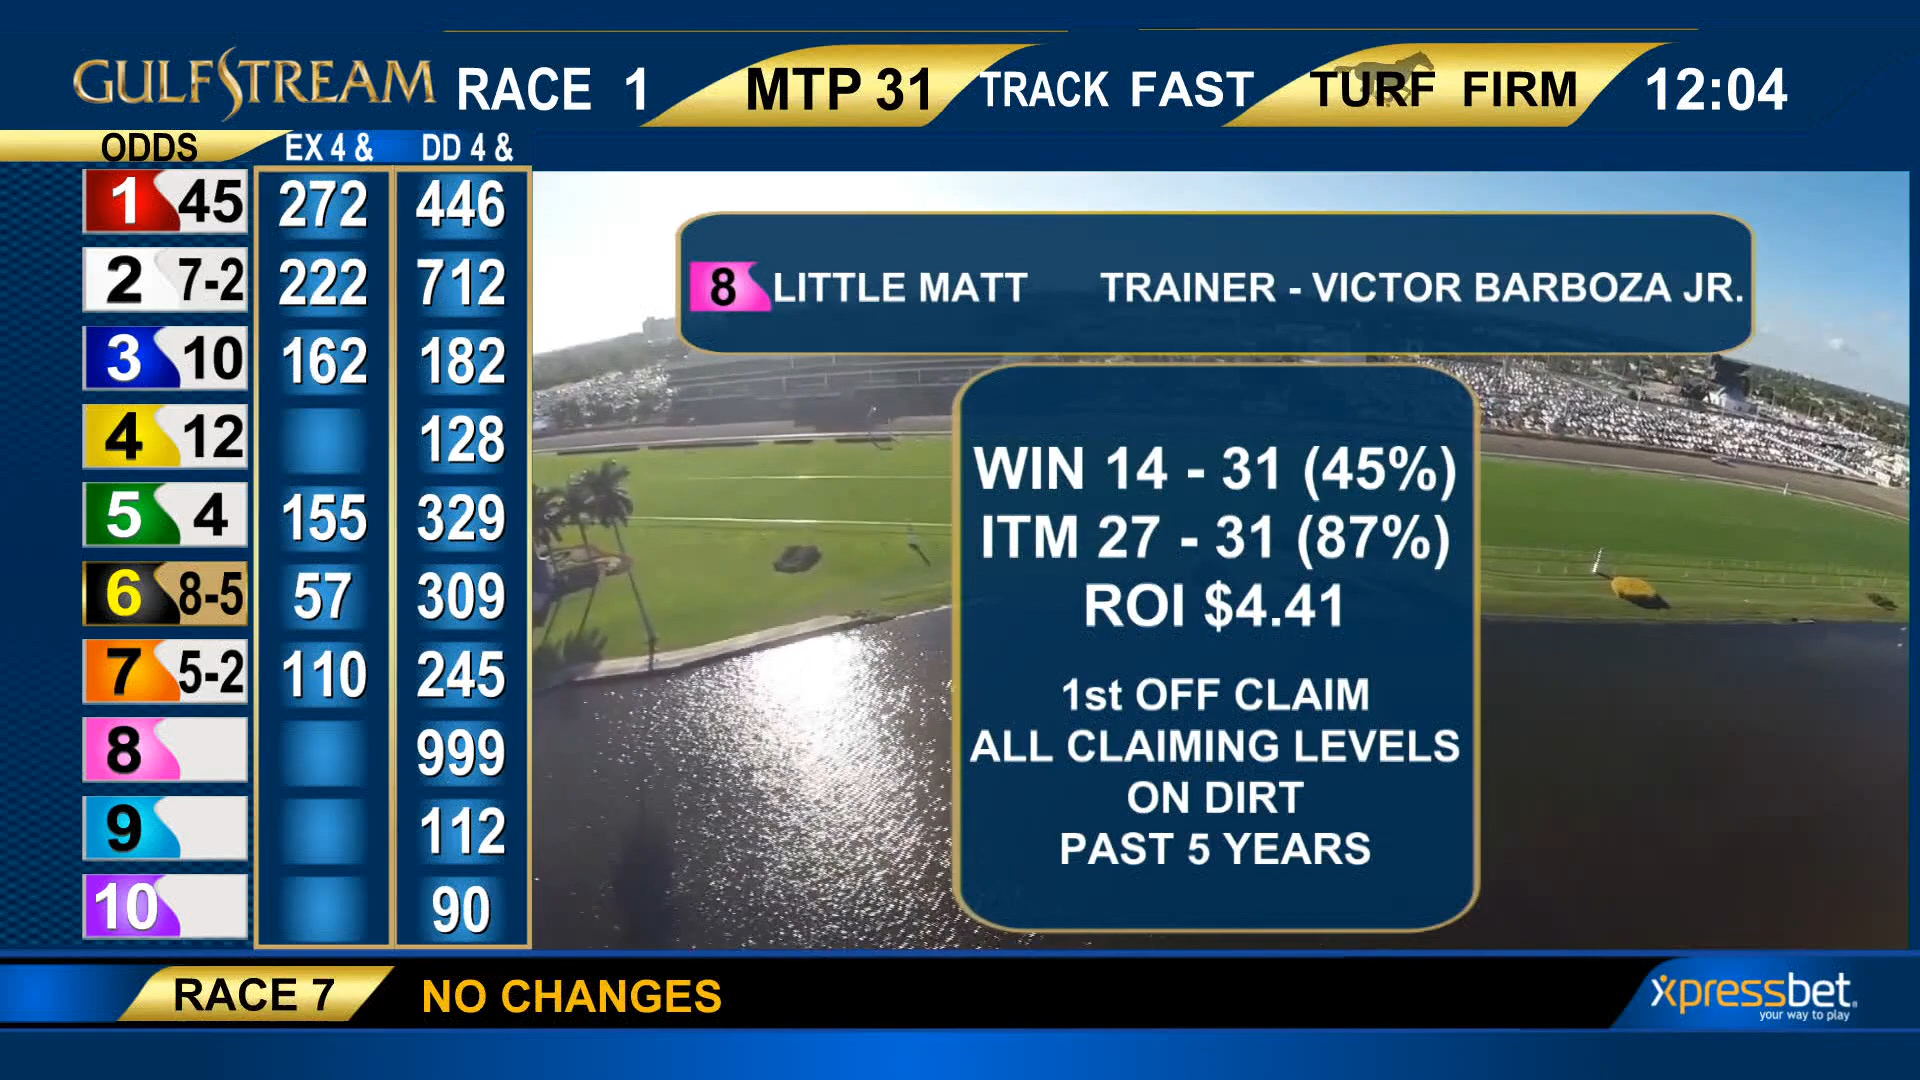 GULFSTREAM RACE 1 MTP 31 TRACK FAST TURF FIRM 12:04
ODDS EX 4 & DD 4 &
1 45 272 446
2 7-2 222 712
3 10 162 182
4 12 128
5 4 155 329
6 8-5 57 309
7 5-2 110 245
8 999
9 112
10 90
8 LITTLE MATT TRAINER - VICTOR BARBOZA JR.
WIN 14 - 31 (45%)
ITM 27 - 31 (87%)
ROI $4.41
1st OFF CLAIM
ALL CLAIMING LEVELS
ON DIRT
PAST 5 YEARS
RACE 7 NO CHANGES
xpressbet.
your way to play